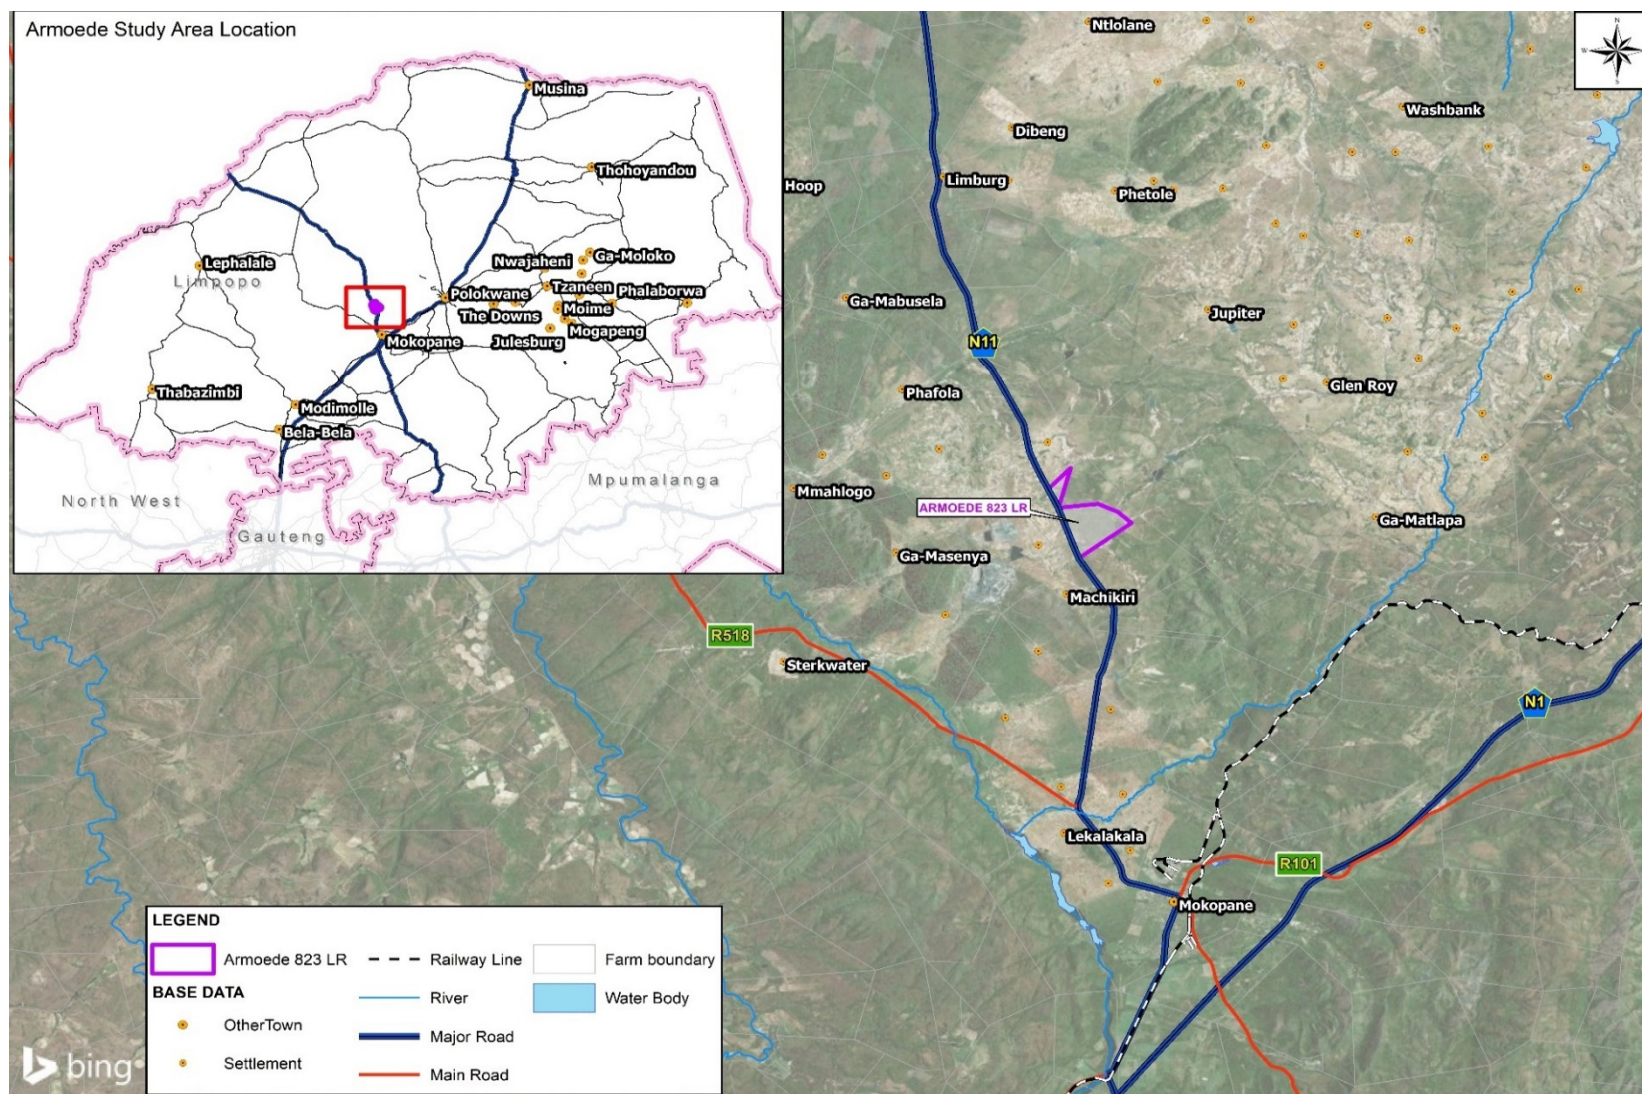 Armoede Study Area Location
Musina
Thohoyandou
Lephalale
Limpopo
Nwajaheni
Ga-Moloko
Tzaneen
Phalaborwa
Polokwane
The Downs
Moime
Mogapeng
Julesburg
Mokopane
Thabazimbi
Modimolle
Bela-Bela
North West
Mpumalanga
Gauteng
N
W
E
S
Ntlolane
Washbank
Dibeng
Hoop
Limburg
Phetole
Ga-Mabusela
Jupiter
N11
Phafola
Glen Roy
Mmahlogo
ARMOEDE 823 LR
Ga-Matlapa
Ga-Masenya
Machikiri
R518
Sterkwater
N1
Lekalakala
R101
Mokopane
LEGEND
Armoede 823 LR
Railway Line
Farm boundary
BASE DATA
River
Water Body
OtherTown
Major Road
Settlement
Main Road
bing